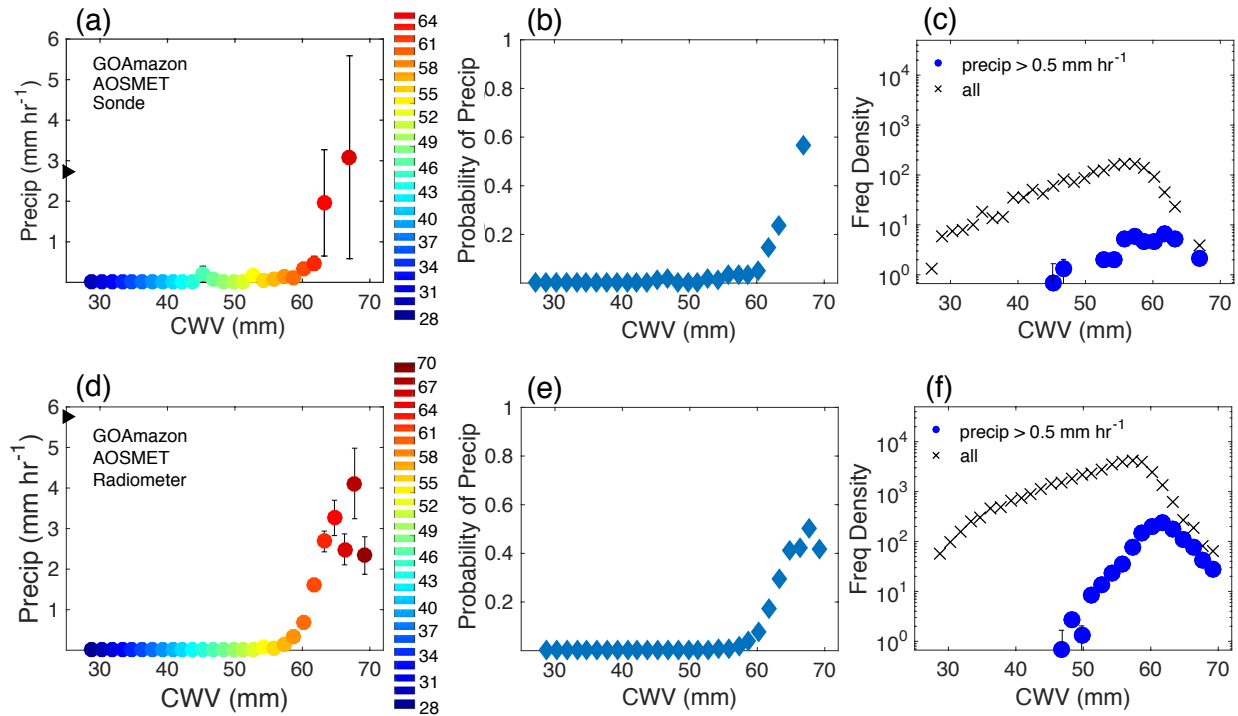 (a)
6
5
4
3
2
1
Precip (mm hr-1)
GOAmazon
AOSMET
Sonde
30 40 50 60 70
CWV (mm)
64
61
58
55
52
49
46
43
40
37
34
31
28
(b)
1
0.8
0.6
0.4
0.2
Probability of Precip
30 40 50 60 70
CWV (mm)
(c)
precip > 0.5 mm hr-1
all
10^4
10^3
10^2
10^1
10^0
Freq Density
30 40 50 60 70
CWV (mm)
(d)
6
5
4
3
2
1
Precip (mm hr-1)
GOAmazon
AOSMET
Radiometer
30 40 50 60 70
CWV (mm)
70
67
64
61
58
55
52
49
46
43
40
37
34
31
28
(e)
1
0.8
0.6
0.4
0.2
Probability of Precip
30 40 50 60 70
CWV (mm)
(f)
precip > 0.5 mm hr-1
all
10^4
10^3
10^2
10^1
10^0
Freq Density
30 40 50 60 70
CWV (mm)